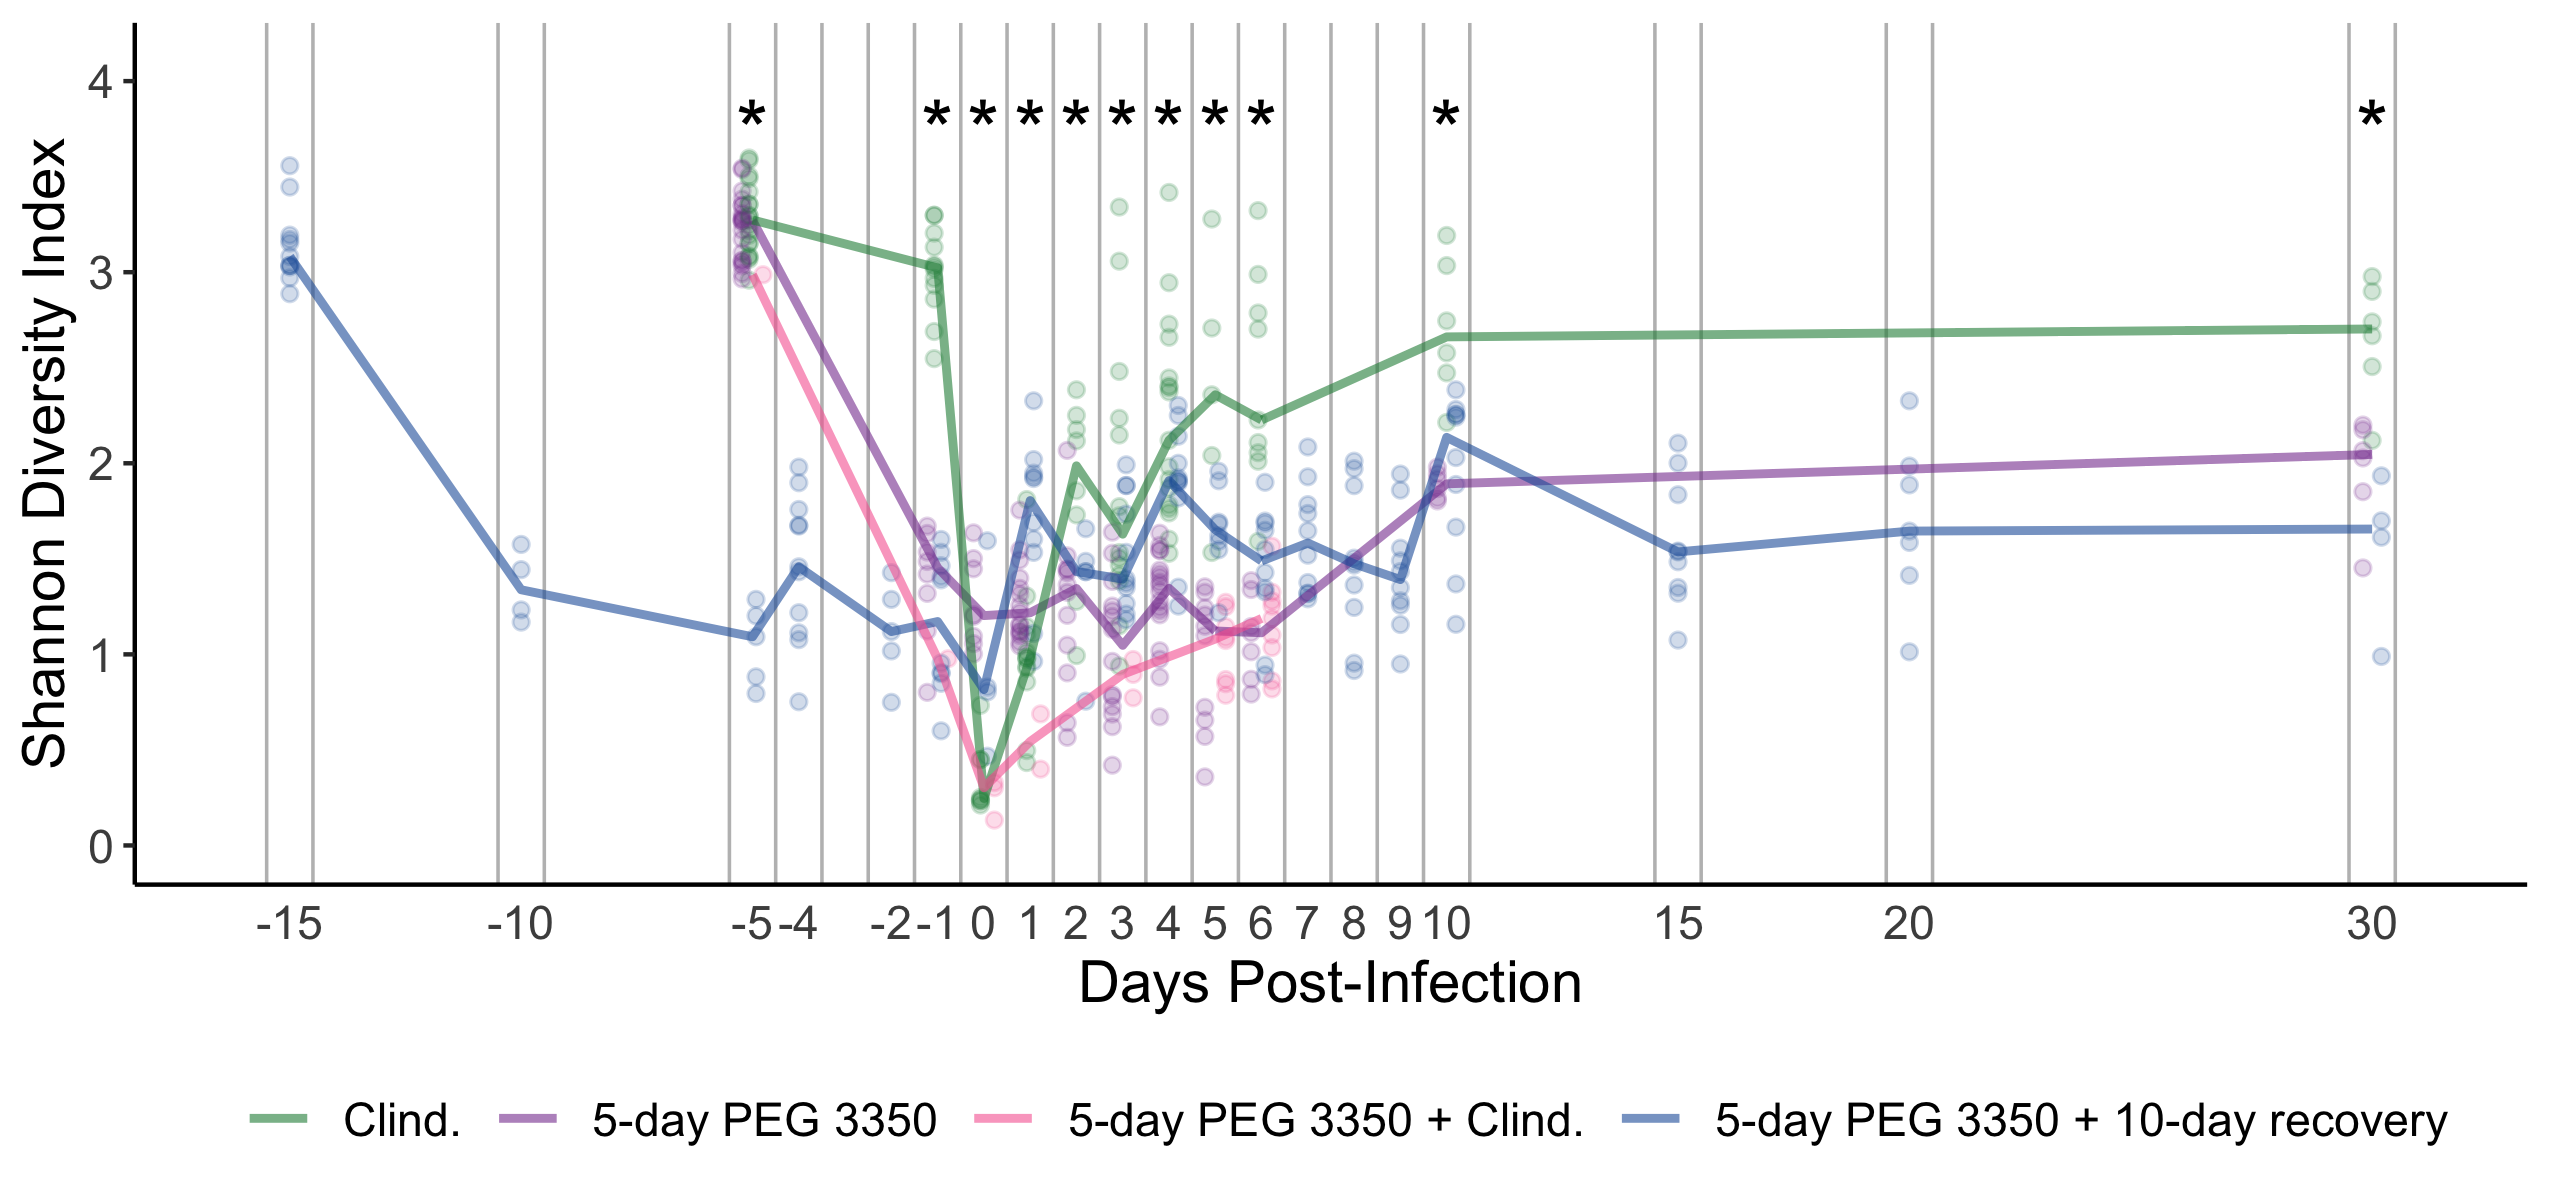 Shannon Diversity Index
4
3
2
1
0
* * * * * * * * * * *
-15 -10 -5 -4 -2 -1 0 1 2 3 4 5 6 7 8 9 10 15 20 30
Days Post-Infection
Clind. 5-day PEG 3350 5-day PEG 3350 + Clind. 5-day PEG 3350 + 10-day recovery